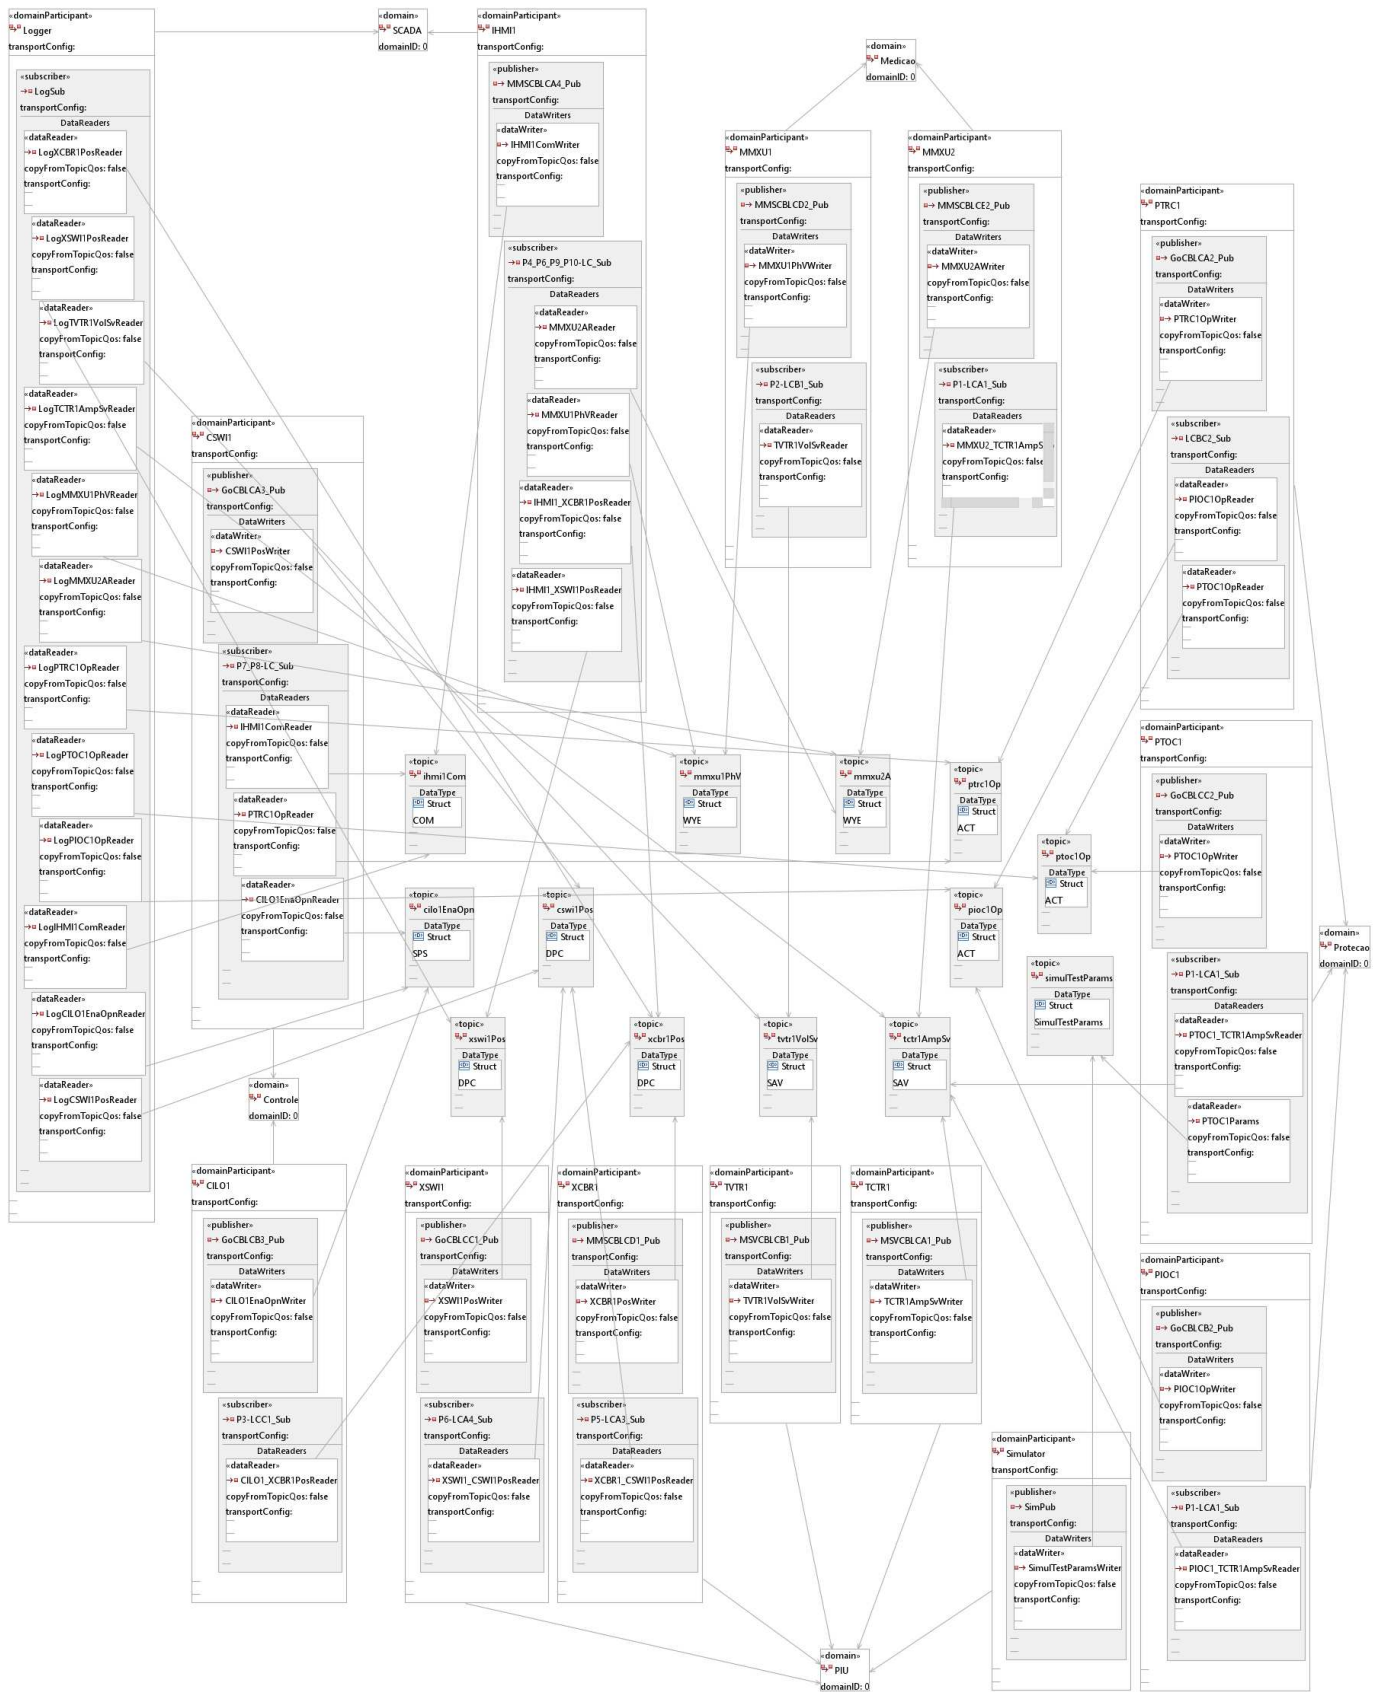 «domainParticipant»
Logger
transportConfig:
«subscriber»
LogSub
transportConfig:
DataReaders
«dataReader»
LogXCBR1PosReader
copyFromTopicQos: false
transportConfig:
«dataReader»
LogXSWI1PosReader
copyFromTopicQos: false
transportConfig:
«dataReader»
LogTVTR1VolSvReader
copyFromTopicQos: false
transportConfig:
«dataReader»
LogTCTR1AmpSvReader
copyFromTopicQos: false
transportConfig:
«dataReader»
LogMMXU1PhVReader
copyFromTopicQos: false
transportConfig:
«dataReader»
LogMMXU2AReader
copyFromTopicQos: false
transportConfig:
«dataReader»
LogPTRC1OpReader
copyFromTopicQos: false
transportConfig:
«dataReader»
LogPTOC1OpReader
copyFromTopicQos: false
transportConfig:
«dataReader»
LogPIOC1OpReader
copyFromTopicQos: false
transportConfig:
«dataReader»
LogIHMI1ComReader
copyFromTopicQos: false
transportConfig:
«dataReader»
LogCILO1EnaOpnReader
copyFromTopicQos: false
transportConfig:
«dataReader»
LogCSWI1PosReader
copyFromTopicQos: false
transportConfig:
«domain»
SCADA
domainID: 0
«domainParticipant»
IHMI1
transportConfig:
«publisher»
MMSCBLCA4_Pub
transportConfig:
DataWriters
«dataWriter»
IHMI1ComWriter
copyFromTopicQos: false
transportConfig:
«subscriber»
P4_P6_P9_P10-LC_Sub
transportConfig:
DataReaders
«dataReader»
MMXU2AReader
copyFromTopicQos: false
transportConfig:
«dataReader»
MMXU1PhVReader
copyFromTopicQos: false
transportConfig:
«dataReader»
IHMI1_XCBR1PosReader
copyFromTopicQos: false
transportConfig:
«dataReader»
IHMI1_XSWI1PosReader
copyFromTopicQos: false
transportConfig:
«domain»
Medicao
domainID: 0
«domainParticipant»
MMXU1
transportConfig:
«publisher»
MMSCBLCD2_Pub
transportConfig:
DataWriters
«dataWriter»
MMXU1PhVWriter
copyFromTopicQos: false
transportConfig:
«subscriber»
P2-LCB1_Sub
transportConfig:
DataReaders
«dataReader»
TVTR1VolSvReader
copyFromTopicQos: false
transportConfig:
«domainParticipant»
MMXU2
transportConfig:
«publisher»
MMSCBLCE2_Pub
transportConfig:
DataWriters
«dataWriter»
MMXU2AWriter
copyFromTopicQos: false
transportConfig:
«subscriber»
P1-LCA1_Sub
transportConfig:
DataReaders
«dataReader»
MMXU2_TCTR1AmpS
copyFromTopicQos: false
transportConfig:
«domainParticipant»
PTRC1
transportConfig:
«publisher»
GoCBLCA2_Pub
transportConfig:
DataWriters
«dataWriter»
PTRC1OpWriter
copyFromTopicQos: false
transportConfig:
«subscriber»
LCBC2_Sub
transportConfig:
DataReaders
«dataReader»
PIOC1OpReader
copyFromTopicQos: false
transportConfig:
«dataReader»
PTOC1OpReader
copyFromTopicQos: false
transportConfig:
«domainParticipant»
CSWI1
transportConfig:
«publisher»
GoCBLCA3_Pub
transportConfig:
DataWriters
«dataWriter»
CSWI1PosWriter
copyFromTopicQos: false
transportConfig:
«subscriber»
P7_P8-LC_Sub
transportConfig:
DataReaders
«dataReader»
IHMI1ComReader
copyFromTopicQos: false
transportConfig:
«dataReader»
PTRC1OpReader
copyFromTopicQos: false
transportConfig:
«dataReader»
CILO1EnaOpnReader
copyFromTopicQos: false
transportConfig:
«topic»
ihmi1Com
DataType
Struct
COM
«topic»
mmxu1PhV
DataType
Struct
WYE
«topic»
mmxu2A
DataType
Struct
WYE
«topic»
ptrc1Op
DataType
Struct
ACT
«topic»
ptoc1Op
DataType
Struct
ACT
«topic»
cilo1EnaOpn
DataType
Struct
SPS
«topic»
cswi1Pos
DataType
Struct
DPC
«topic»
pioc1Op
DataType
Struct
ACT
«topic»
simulTestParams
DataType
Struct
SimulTestParams
«topic»
xswi1Pos
DataType
Struct
DPC
«topic»
xcbr1Pos
DataType
Struct
DPC
«topic»
tvtr1VolSv
DataType
Struct
SAV
«topic»
tctr1AmpSv
DataType
Struct
SAV
«domainParticipant»
PTOC1
transportConfig:
«publisher»
GoCBLCC2_Pub
transportConfig:
DataWriters
«dataWriter»
PTOC1OpWriter
copyFromTopicQos: false
transportConfig:
«subscriber»
P1-LCA1_Sub
transportConfig:
DataReaders
«dataReader»
PTOC1_TCTR1AmpSvReader
copyFromTopicQos: false
transportConfig:
«dataReader»
PTOC1Params
copyFromTopicQos: false
transportConfig:
«domain»
Protecao
domainID: 0
«domain»
Controle
domainID: 0
«domainParticipant»
CILO1
transportConfig:
«publisher»
GoCBLCB3_Pub
transportConfig:
DataWriters
«dataWriter»
CILO1EnaOpnWriter
copyFromTopicQos: false
transportConfig:
«subscriber»
P3-LCC1_Sub
transportConfig:
DataReaders
«dataReader»
CILO1_XCBR1PosReader
copyFromTopicQos: false
transportConfig:
«domainParticipant»
XSWI1
transportConfig:
«publisher»
GoCBLCC1_Pub
transportConfig:
DataWriters
«dataWriter»
XSWI1PosWriter
copyFromTopicQos: false
transportConfig:
«subscriber»
P6-LCA4_Sub
transportConfig:
DataReaders
«dataReader»
XSWI1_CSWI1PosReader
copyFromTopicQos: false
transportConfig:
«domainParticipant»
XCBR1
transportConfig:
«publisher»
MMSCBLCD1_Pub
transportConfig:
DataWriters
«dataWriter»
XCBR1PosWriter
copyFromTopicQos: false
transportConfig:
«subscriber»
P5-LCA3_Sub
transportConfig:
DataReaders
«dataReader»
XCBR1_CSWI1PosReader
copyFromTopicQos: false
transportConfig:
«domainParticipant»
TVTR1
transportConfig:
«publisher»
MSVCBLCB1_Pub
transportConfig:
DataWriters
«dataWriter»
TVTR1VolSvWriter
copyFromTopicQos: false
transportConfig:
«domainParticipant»
TCTR1
transportConfig:
«publisher»
MSVCBLCA1_Pub
transportConfig:
DataWriters
«dataWriter»
TCTR1AmpSvWriter
copyFromTopicQos: false
transportConfig:
«domainParticipant»
Simulator
transportConfig:
«publisher»
SimPub
transportConfig:
DataWriters
«dataWriter»
SimulTestParamsWriter
copyFromTopicQos: false
transportConfig:
«domainParticipant»
PIOC1
transportConfig:
«publisher»
GoCBLCB2_Pub
transportConfig:
DataWriters
«dataWriter»
PIOC1OpWriter
copyFromTopicQos: false
transportConfig:
«subscriber»
P1-LCA1_Sub
transportConfig:
DataReaders
«dataReader»
PIOC1_TCTR1AmpSvReader
copyFromTopicQos: false
transportConfig:
«domain»
PIU
domainID: 0